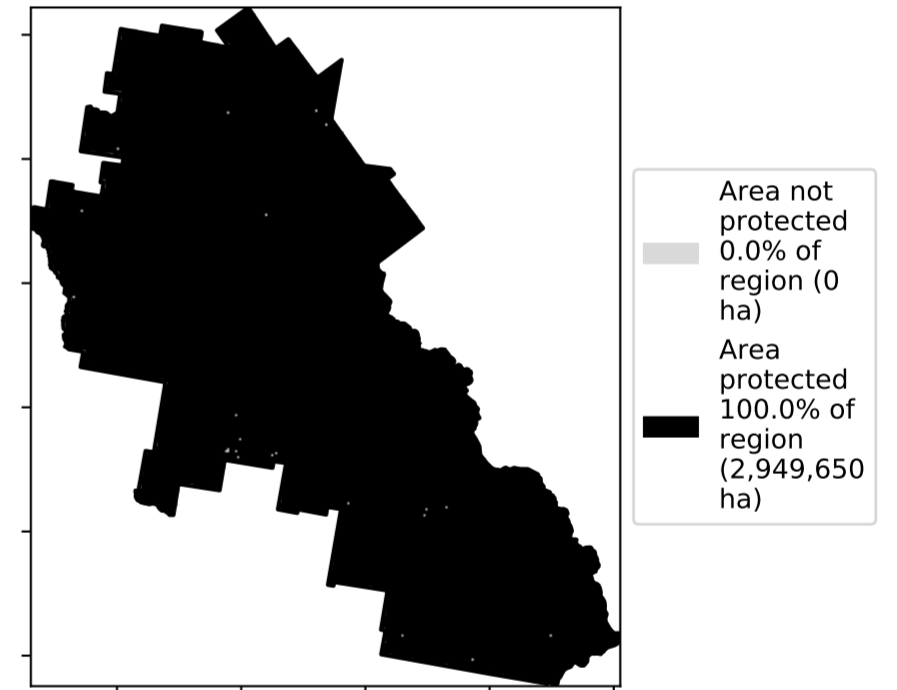 Area not
protected
0.0% of
region (0
ha)
Area
protected
100.0% of
region
(2,949,650
ha)